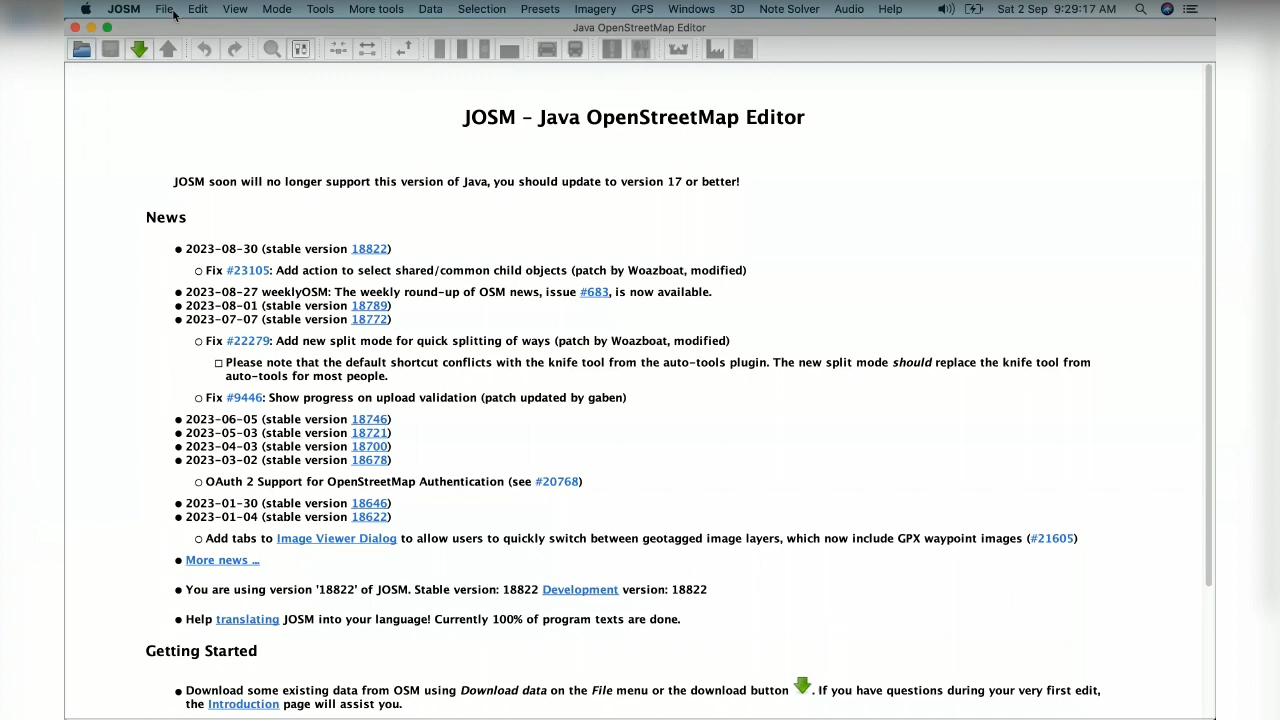 JOSM File Edit View Mode Tools More tools Data Selection Presets Imagery GPS Windows 3D Note Solver Audio Help Sat 2 Sep 9:29:17 AM
Java OpenStreetMap Editor
JOSM – Java OpenStreetMap Editor
JOSM soon will no longer support this version of Java, you should update to version 17 or better!
News
2023-08-30 (stable version 18822)
Fix #23105: Add action to select shared/common child objects (patch by Woazboat, modified)
2023-08-27 weeklyOSM: The weekly round-up of OSM news, issue #683, is now available.
2023-08-01 (stable version 18789)
2023-07-07 (stable version 18772)
Fix #22279: Add new split mode for quick splitting of ways (patch by Woazboat, modified)
Please note that the default shortcut conflicts with the knife tool from the auto-tools plugin. The new split mode should replace the knife tool from
auto-tools for most people.
Fix #9446: Show progress on upload validation (patch updated by gaben)
2023-06-05 (stable version 18746)
2023-05-03 (stable version 18721)
2023-04-03 (stable version 18700)
2023-03-02 (stable version 18678)
OAuth 2 Support for OpenStreetMap Authentication (see #20768)
2023-01-30 (stable version 18646)
2023-01-04 (stable version 18622)
Add tabs to Image Viewer Dialog to allow users to quickly switch between geotagged image layers, which now include GPX waypoint images (#21605)
More news ...
You are using version '18822' of JOSM. Stable version: 18822 Development version: 18822
Help translating JOSM into your language! Currently 100% of program texts are done.
Getting Started
Download some existing data from OSM using Download data on the File menu or the download button . If you have questions during your very first edit,
the Introduction page will assist you.